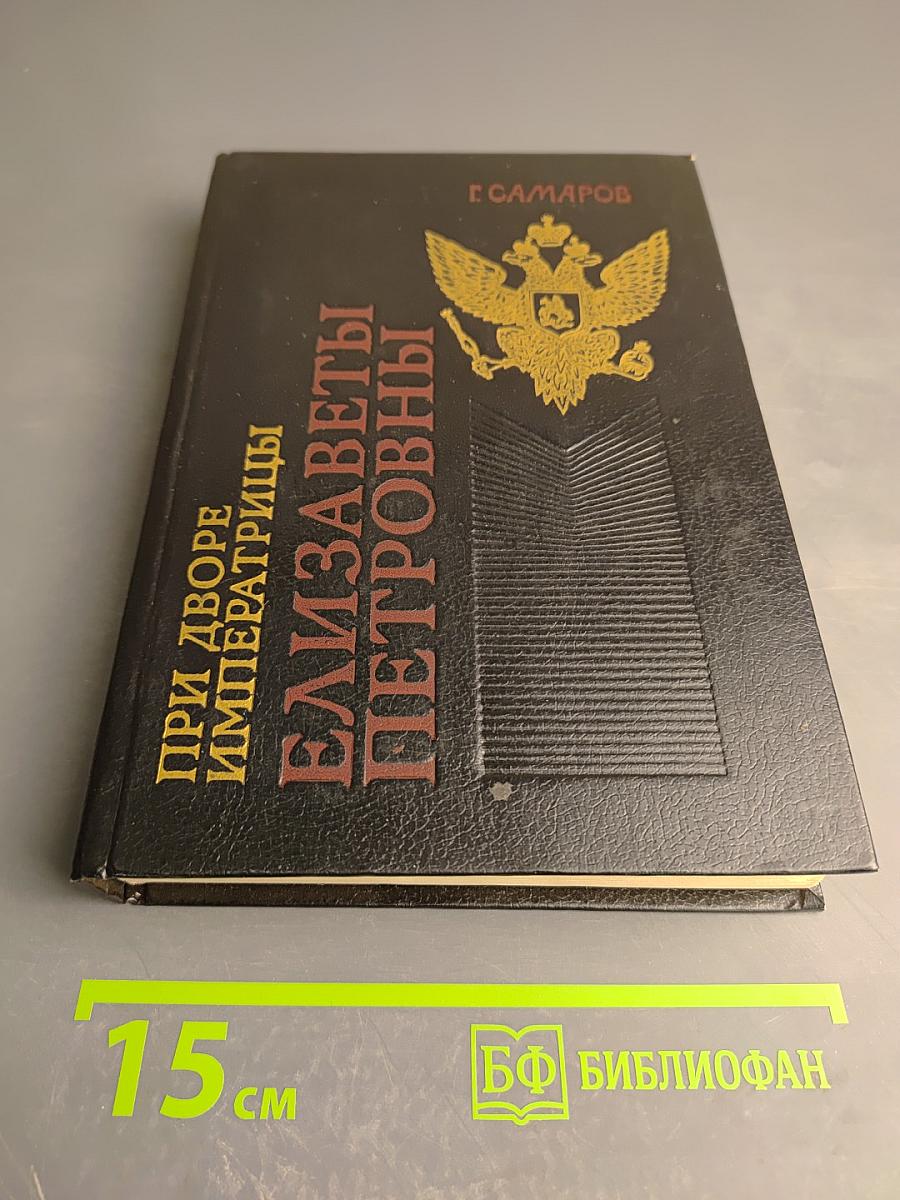 Г. САМАРОВ
ПРИ ДВОРЕ
ИМПЕРАТРИЦЫ
ЕЛИЗАВЕТЫ
ПЕТРОВНЫ
15 см
БФ БИБЛИОФАН